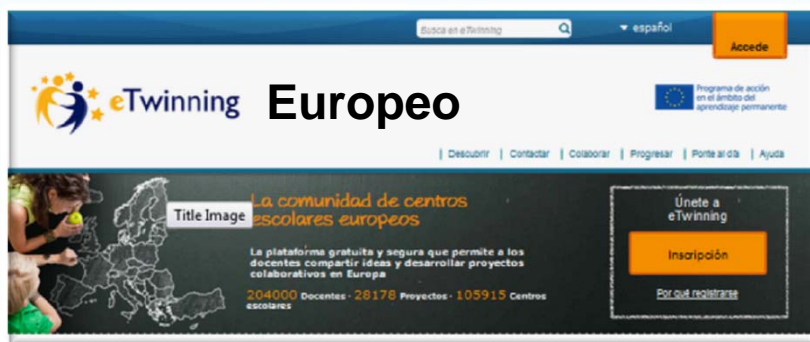 Busca en eTwinning
español
Accede
eTwinning Europeo
Programa de acción
en el ámbito del
aprendizaje permanente
| Descubrir | Contactar | Colaborar | Progresar | Ponte al día | Ayuda
La comunidad de centros
escolares europeos
Title Image
La plataforma gratuita y segura que permite a los
docentes compartir ideas y desarrollar proyectos
colaborativos en Europa
204000 Docentes · 28178 Proyectos · 105915 Centros
escolares
Únete a
eTwinning
Inscripción
Por qué registrarse